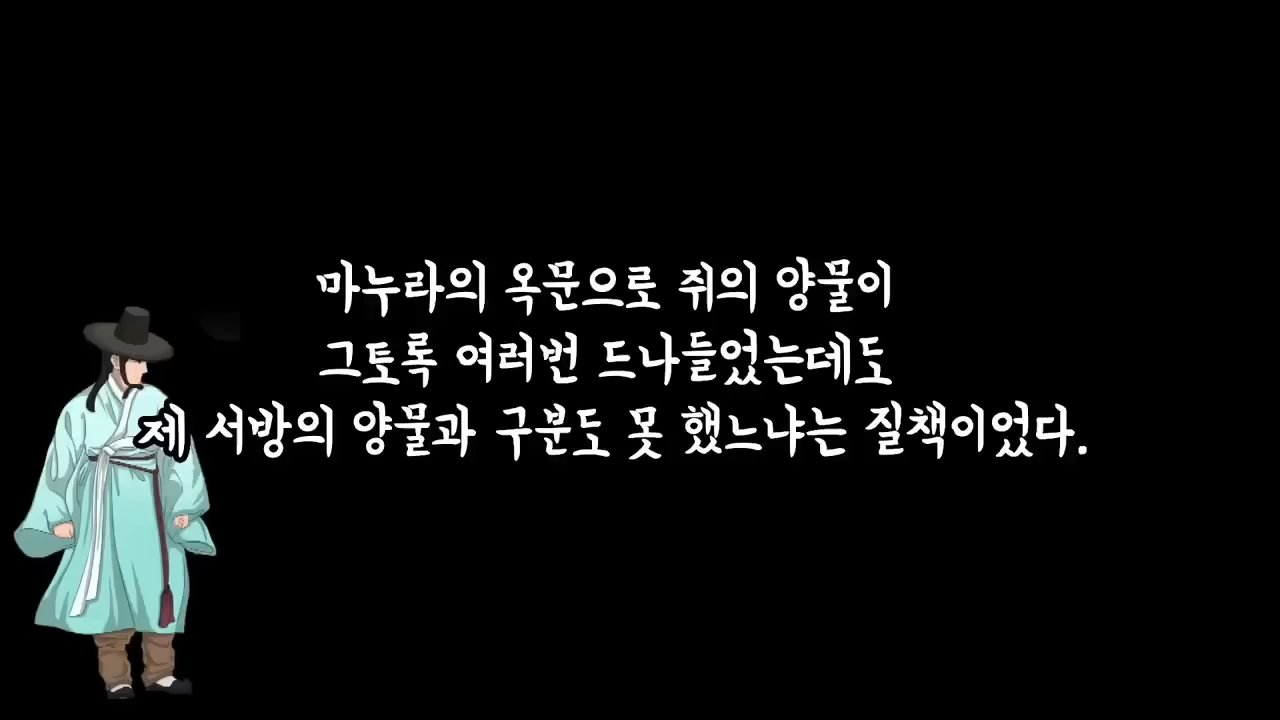 마누라의 옥문으로 쥐의 양물이
그토록 여러번 드나들었는데도
제 서방의 양물과 구분도 못 했느냐는 질책이었다.